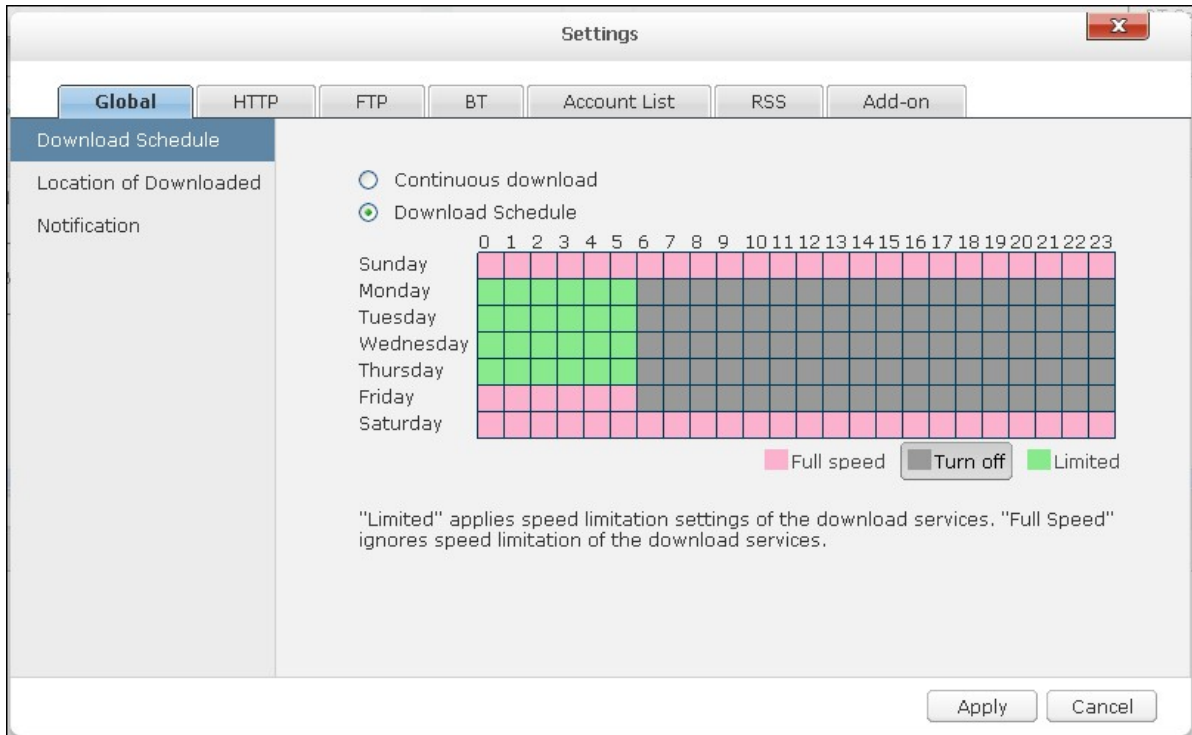 Settings
x
Global HTTP FTP BT Account List RSS Add-on
Download Schedule
Location of Downloaded
Notification
Continuous download
Download Schedule
0 1 2 3 4 5 6 7 8 9 10 11 12 13 14 15 16 17 18 19 20 21 22 23
Sunday
Monday
Tuesday
Wednesday
Thursday
Friday
Saturday
Full speed Turn off Limited
"Limited" applies speed limitation settings of the download services. "Full Speed"
ignores speed limitation of the download services.
Apply Cancel